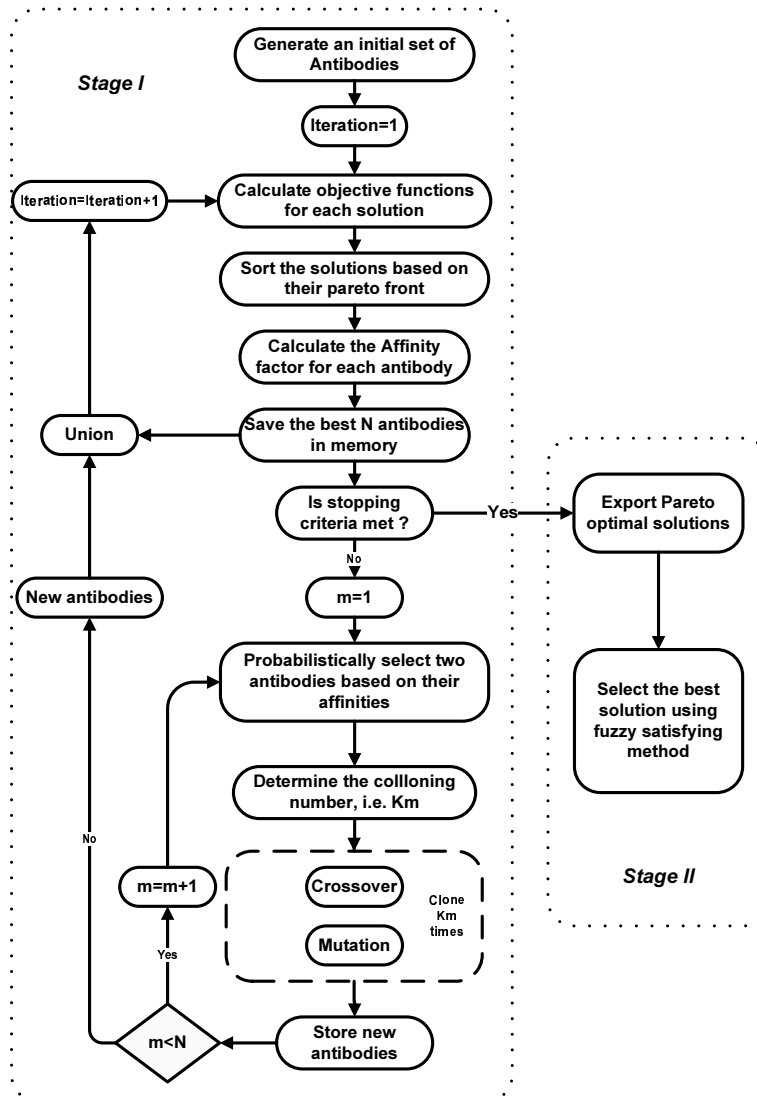 Stage I
Generate an initial set of
Antibodies
Iteration=1
Iteration=Iteration+1
Calculate objective functions
for each solution
Sort the solutions based on
their pareto front
Calculate the Affinity
factor for each antibody
Save the best N antibodies
in memory
Union
Is stopping
criteria met ?
Yes
Export Pareto
optimal solutions
No
New antibodies
m=1
Probabilistically select two
antibodies based on their
affinities
Select the best
solution using
fuzzy satisfying
method
Determine the collloning
number, i.e. Km
No
m=m+1
Crossover
Clone
Km
times
Mutation
Stage II
Yes
m<N
Store new
antibodies